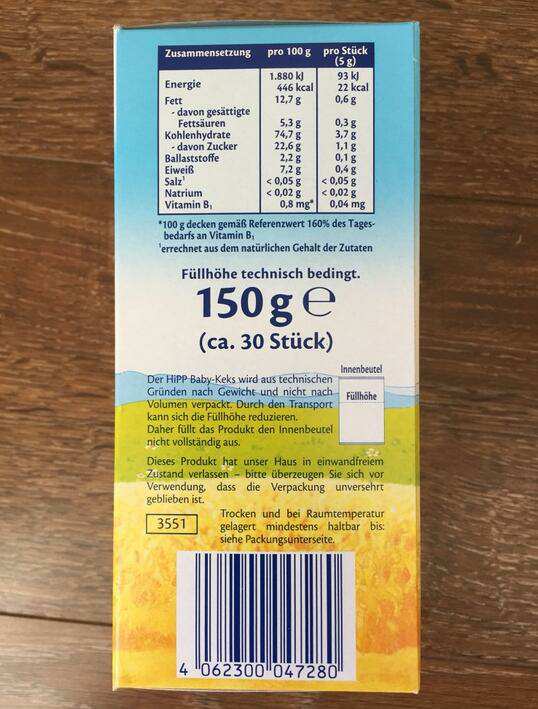 Zusammensetzung pro 100 g pro Stück
(5 g)
Energie 1.880 kJ 93 kJ
446 kcal 22 kcal
Fett 12,7 g 0,6 g
- davon gesättigte
Fettsäuren 5,3 g 0,3 g
Kohlenhydrate 74,7 g 3,7 g
- davon Zucker 22,6 g 1,1 g
Ballaststoffe 2,2 g 0,1 g
Eiweiß 7,2 g 0,4 g
Salz¹ < 0,05 g < 0,05 g
Natrium < 0,02 g < 0,02 g
Vitamin B₁ 0,8 mg* 0,04 mg
*100 g decken gemäß Referenzwert 160% des Tages-
bedarfs an Vitamin B₁
¹errechnet aus dem natürlichen Gehalt der Zutaten
Füllhöhe technisch bedingt.
150 g ℮
(ca. 30 Stück)
Der HiPP Baby-Keks wird aus technischen
Gründen nach Gewicht und nicht nach
Volumen verpackt. Durch den Transport
kann sich die Füllhöhe reduzieren.
Daher füllt das Produkt den Innenbeutel
nicht vollständig aus.
Innenbeutel
Füllhöhe
Dieses Produkt hat unser Haus in einwandfreiem
Zustand verlassen – bitte überzeugen Sie sich vor
Verwendung, dass die Verpackung unversehrt
geblieben ist.
3551
Trocken und bei Raumtemperatur
gelagert mindestens haltbar bis:
siehe Packungsunterseite.
4 062300 047280